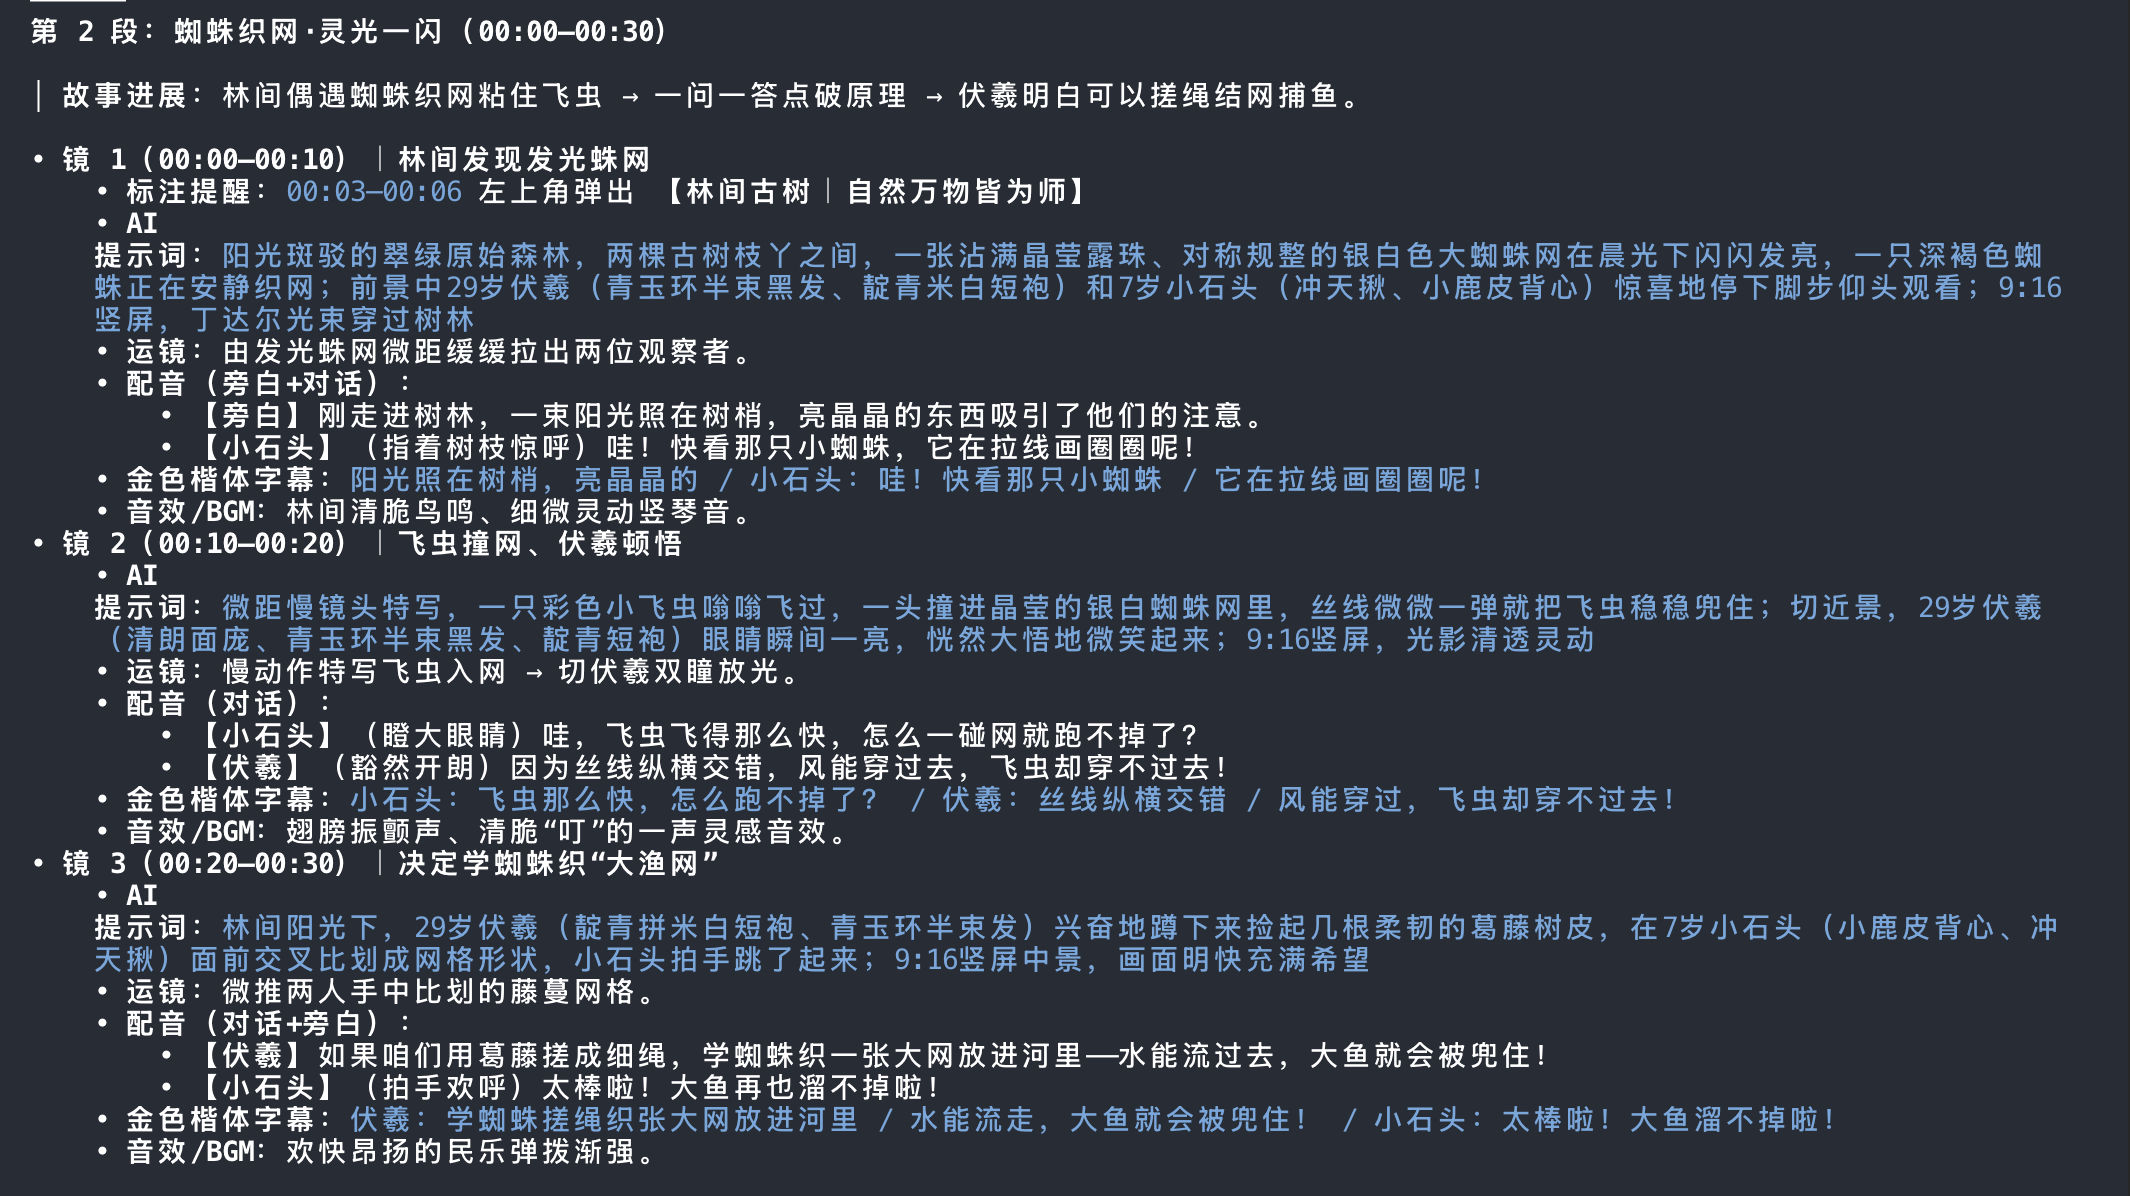 第 2 段：蜘蛛织网·灵光一闪（00:00—00:30）
│ 故事进展：林间偶遇蜘蛛织网粘住飞虫 → 一问一答点破原理 → 伏羲明白可以搓绳结网捕鱼。
• 镜 1（00:00—00:10）｜林间发现发光蛛网
• 标注提醒：00:03—00:06 左上角弹出 【林间古树｜自然万物皆为师】
• AI
提示词：阳光斑驳的翠绿原始森林，两棵古树枝丫之间，一张沾满晶莹露珠、对称规整的银白色大蜘蛛网在晨光下闪闪发亮，一只深褐色蜘
蛛正在安静织网；前景中29岁伏羲（青玉环半束黑发、靛青米白短袍）和7岁小石头（冲天揪、小鹿皮背心）惊喜地停下脚步仰头观看；9:16
竖屏，丁达尔光束穿过树林
• 运镜：由发光蛛网微距缓缓拉出两位观察者。
• 配音（旁白+对话）：
• 【旁白】刚走进树林，一束阳光照在树梢，亮晶晶的东西吸引了他们的注意。
• 【小石头】（指着树枝惊呼）哇！快看那只小蜘蛛，它在拉线画圈圈呢！
• 金色楷体字幕：阳光照在树梢，亮晶晶的 / 小石头：哇！快看那只小蜘蛛 / 它在拉线画圈圈呢！
• 音效/BGM：林间清脆鸟鸣、细微灵动竖琴音。
• 镜 2（00:10—00:20）｜飞虫撞网、伏羲顿悟
• AI
提示词：微距慢镜头特写，一只彩色小飞虫嗡嗡飞过，一头撞进晶莹的银白蜘蛛网里，丝线微微一弹就把飞虫稳稳兜住；切近景，29岁伏羲
（清朗面庞、青玉环半束黑发、靛青短袍）眼睛瞬间一亮，恍然大悟地微笑起来；9:16竖屏，光影清透灵动
• 运镜：慢动作特写飞虫入网 → 切伏羲双瞳放光。
• 配音（对话）：
• 【小石头】（瞪大眼睛）哇，飞虫飞得那么快，怎么一碰网就跑不掉了？
• 【伏羲】（豁然开朗）因为丝线纵横交错，风能穿过去，飞虫却穿不过去！
• 金色楷体字幕：小石头：飞虫那么快，怎么跑不掉了？ / 伏羲：丝线纵横交错 / 风能穿过，飞虫却穿不过去！
• 音效/BGM：翅膀振颤声、清脆“叮”的一声灵感音效。
• 镜 3（00:20—00:30）｜决定学蜘蛛织“大渔网”
• AI
提示词：林间阳光下，29岁伏羲（靛青拼米白短袍、青玉环半束发）兴奋地蹲下来捡起几根柔韧的葛藤树皮，在7岁小石头（小鹿皮背心、冲
天揪）面前交叉比划成网格形状，小石头拍手跳了起来；9:16竖屏中景，画面明快充满希望
• 运镜：微推两人手中比划的藤蔓网格。
• 配音（对话+旁白）：
• 【伏羲】如果咱们用葛藤搓成细绳，学蜘蛛织一张大网放进河里——水能流过去，大鱼就会被兜住！
• 【小石头】（拍手欢呼）太棒啦！大鱼再也溜不掉啦！
• 金色楷体字幕：伏羲：学蜘蛛搓绳织张大网放进河里 / 水能流走，大鱼就会被兜住！ / 小石头：太棒啦！大鱼溜不掉啦！
• 音效/BGM：欢快昂扬的民乐弹拨渐强。